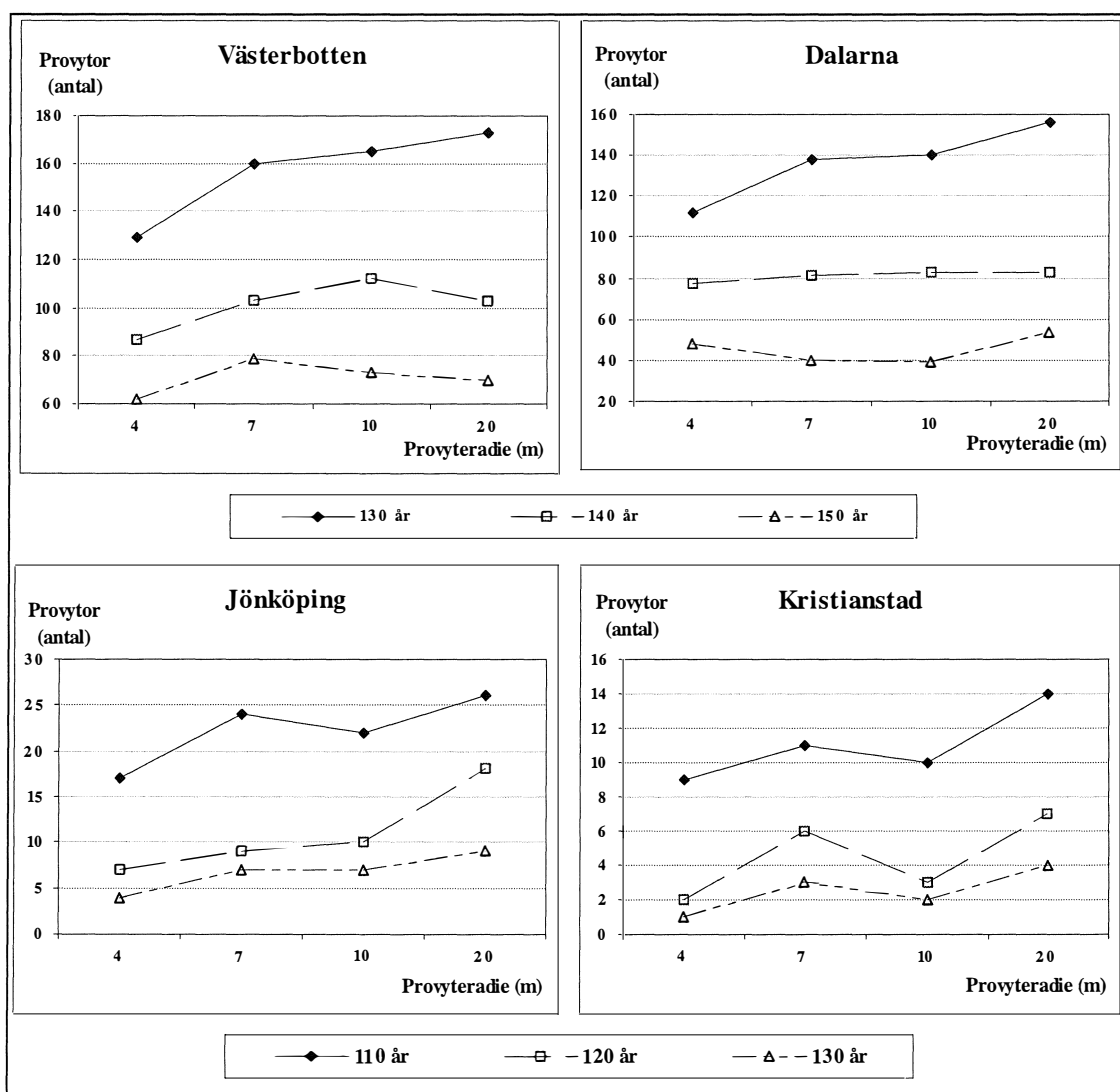 Västerbotten
Provytor
(antal)
180
160
140
120
100
80
60
4 7 10 20
Provyteradie (m)
Dalarna
Provytor
(antal)
160
140
120
100
80
60
40
20
4 7 10 20
Provyteradie (m)
130 år 140 år 150 år
Jönköping
Provytor
(antal)
30
25
20
15
10
5
0
4 7 10 20
Provyteradie (m)
Kristianstad
Provytor
(antal)
16
14
12
10
8
6
4
2
0
4 7 10 20
Provyteradie (m)
110 år 120 år 130 år